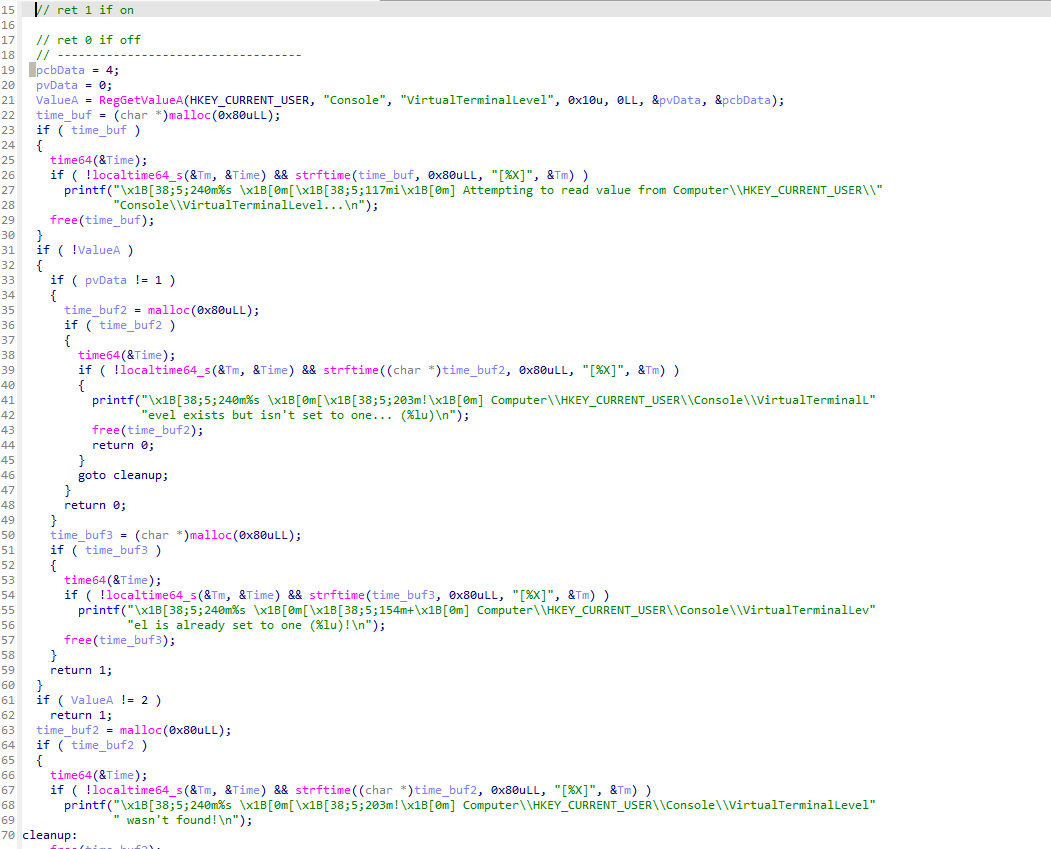 15 // ret 1 if on
16
17 // ret 0 if off
18 // -----------------------------------
19 pcbData = 4;
20 pvData = 0;
21 ValueA = RegGetValueA(HKEY_CURRENT_USER, "Console", "VirtualTerminalLevel", 0x10u, 0LL, &pvData, &pcbData);
22 time_buf = (char *)malloc(0x80uLL);
23 if ( time_buf )
24 {
25 time64(&Time);
26 if ( !localtime64_s(&Tm, &Time) && strftime(time_buf, 0x80uLL, "[%X]", &Tm) )
27 printf("\x1B[38;5;240m%s \x1B[0m[\x1B[38;5;117mi\x1B[0m] Attempting to read value from Computer\\HKEY_CURRENT_USER\\"
28 "Console\\VirtualTerminalLevel...\n");
29 free(time_buf);
30 }
31 if ( !ValueA )
32 {
33 if ( pvData != 1 )
34 {
35 time_buf2 = malloc(0x80uLL);
36 if ( time_buf2 )
37 {
38 time64(&Time);
39 if ( !localtime64_s(&Tm, &Time) && strftime((char *)time_buf2, 0x80uLL, "[%X]", &Tm) )
40 {
41 printf("\x1B[38;5;240m%s \x1B[0m[\x1B[38;5;203m!\x1B[0m] Computer\\HKEY_CURRENT_USER\\Console\\VirtualTerminalL"
42 "evel exists but isn't set to one... (%lu)\n");
43 free(time_buf2);
44 return 0;
45 }
46 goto cleanup;
47 }
48 return 0;
49 }
50 time_buf3 = (char *)malloc(0x80uLL);
51 if ( time_buf3 )
52 {
53 time64(&Time);
54 if ( !localtime64_s(&Tm, &Time) && strftime(time_buf3, 0x80uLL, "[%X]", &Tm) )
55 printf("\x1B[38;5;240m%s \x1B[0m[\x1B[38;5;154m+\x1B[0m] Computer\\HKEY_CURRENT_USER\\Console\\VirtualTerminalLev"
56 "el is already set to one (%lu)!\n");
57 free(time_buf3);
58 }
59 return 1;
60 }
61 if ( ValueA != 2 )
62 return 1;
63 time_buf2 = malloc(0x80uLL);
64 if ( time_buf2 )
65 {
66 time64(&Time);
67 if ( !localtime64_s(&Tm, &Time) && strftime((char *)time_buf2, 0x80uLL, "[%X]", &Tm) )
68 printf("\x1B[38;5;240m%s \x1B[0m[\x1B[38;5;203m!\x1B[0m] Computer\\HKEY_CURRENT_USER\\Console\\VirtualTerminalLevel"
69 " wasn't found!\n");
70 cleanup:
free(time_buf2);